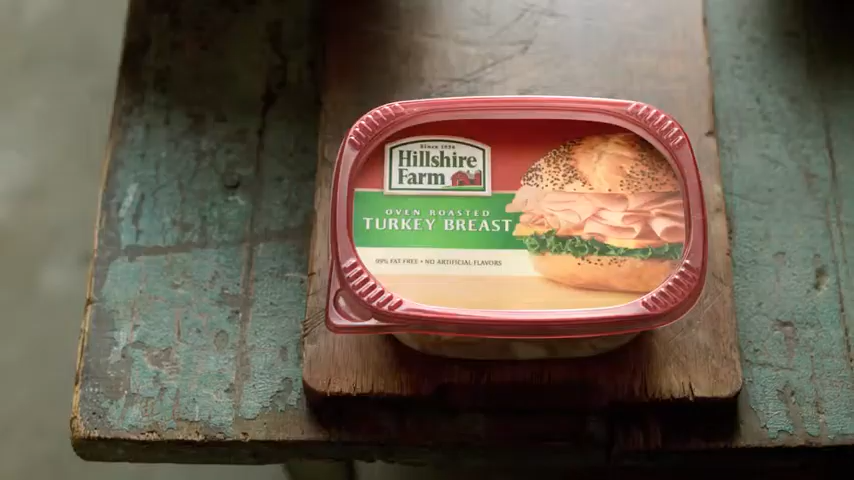 Since 1934
Hillshire
Farm
OVEN ROASTED
TURKEY BREAST
99% FAT FREE • NO ARTIFICIAL FLAVORS